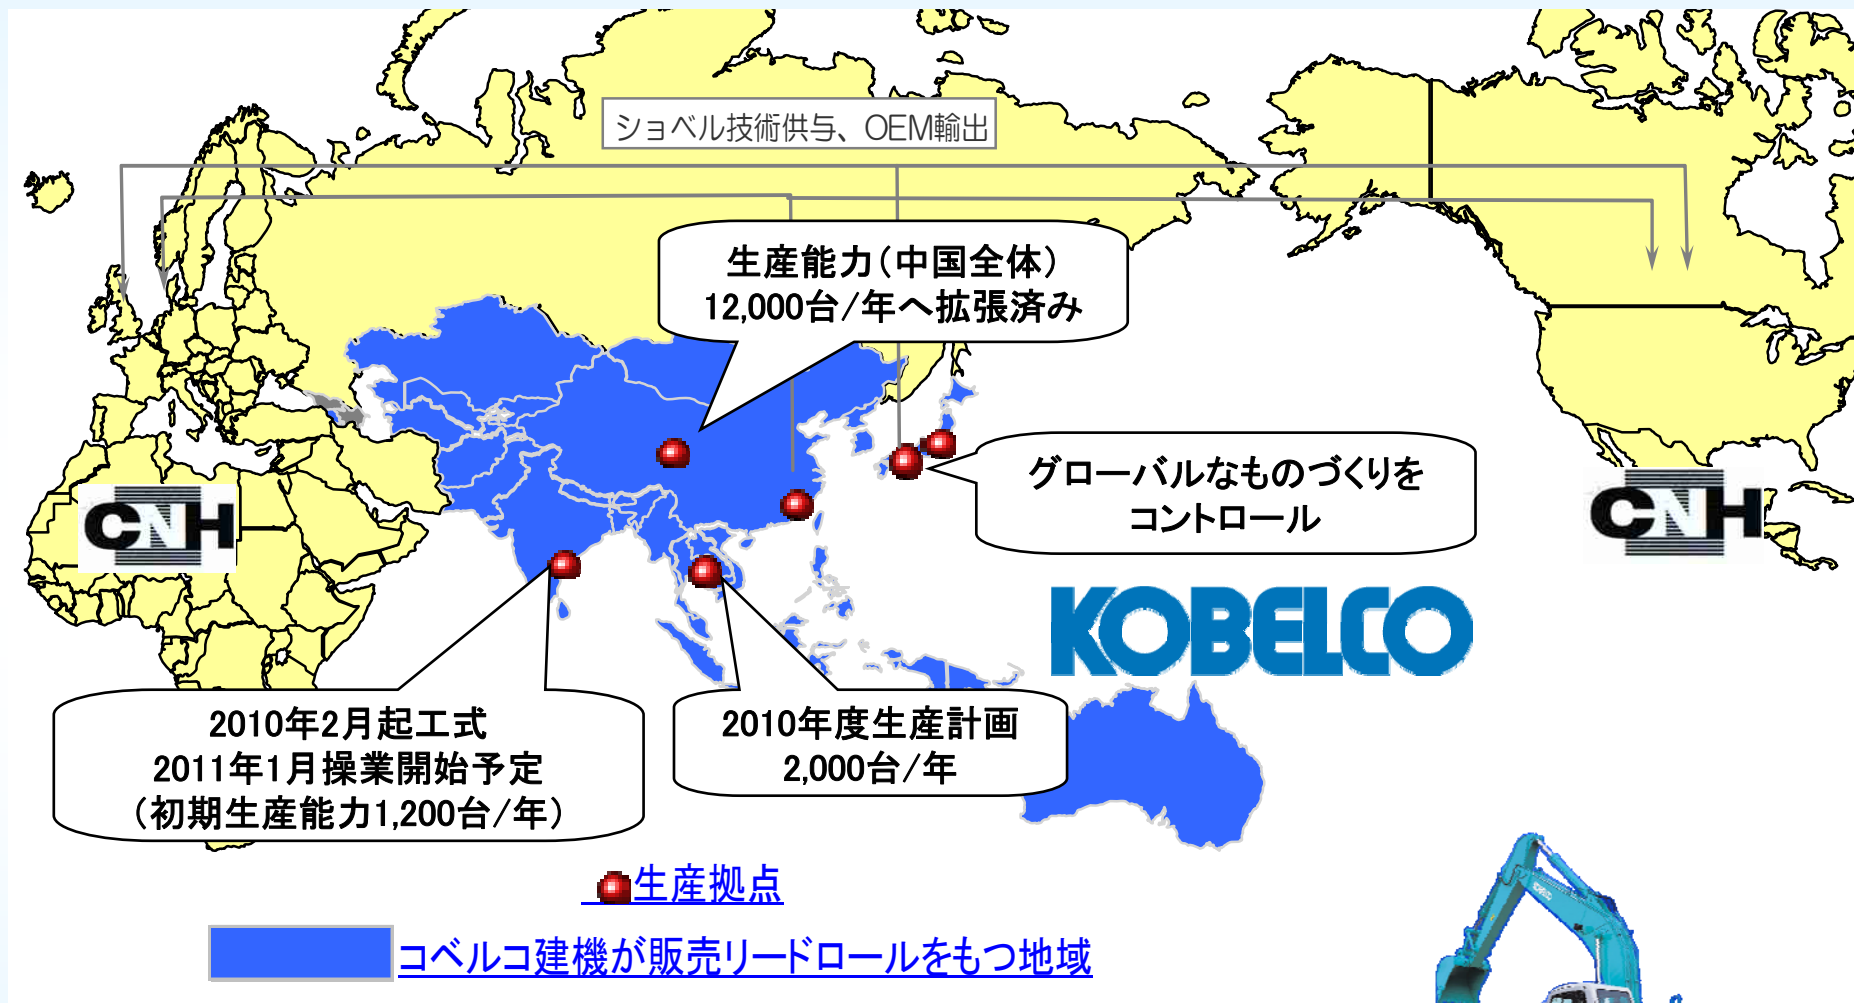 ショベル技術供与、OEM輸出
生産能力(中国全体)
12,000台/年へ拡張済み
グローバルなものづくりを
コントロール
CNH
CNH
KOBELCO
2010年2月起工式
2011年1月操業開始予定
(初期生産能力1,200台/年)
2010年度生産計画
2,000台/年
生産拠点
コベルコ建機が販売リードロールをもつ地域